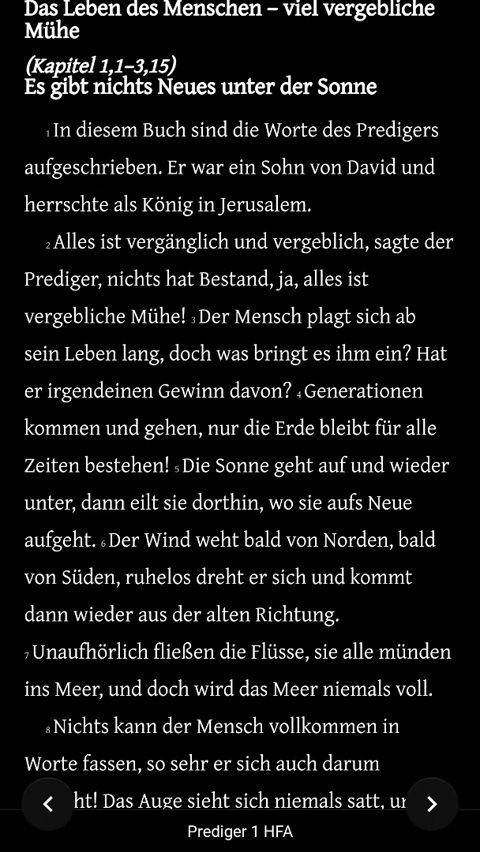 Das Leben des Menschen – viel vergebliche
Mühe
(Kapitel 1,1–3,15)
Es gibt nichts Neues unter der Sonne
1 In diesem Buch sind die Worte des Predigers
aufgeschrieben. Er war ein Sohn von David und
herrschte als König in Jerusalem.
2 Alles ist vergänglich und vergeblich, sagte der
Prediger, nichts hat Bestand, ja, alles ist
vergebliche Mühe! 3 Der Mensch plagt sich ab
sein Leben lang, doch was bringt es ihm ein? Hat
er irgendeinen Gewinn davon? 4 Generationen
kommen und gehen, nur die Erde bleibt für alle
Zeiten bestehen! 5 Die Sonne geht auf und wieder
unter, dann eilt sie dorthin, wo sie aufs Neue
aufgeht. 6 Der Wind weht bald von Norden, bald
von Süden, ruhelos dreht er sich und kommt
dann wieder aus der alten Richtung.
7 Unaufhörlich fließen die Flüsse, sie alle münden
ins Meer, und doch wird das Meer niemals voll.
8 Nichts kann der Mensch vollkommen in
Worte fassen, so sehr er sich auch darum
ht! Das Auge sieht sich niemals satt,
Prediger 1 HFA